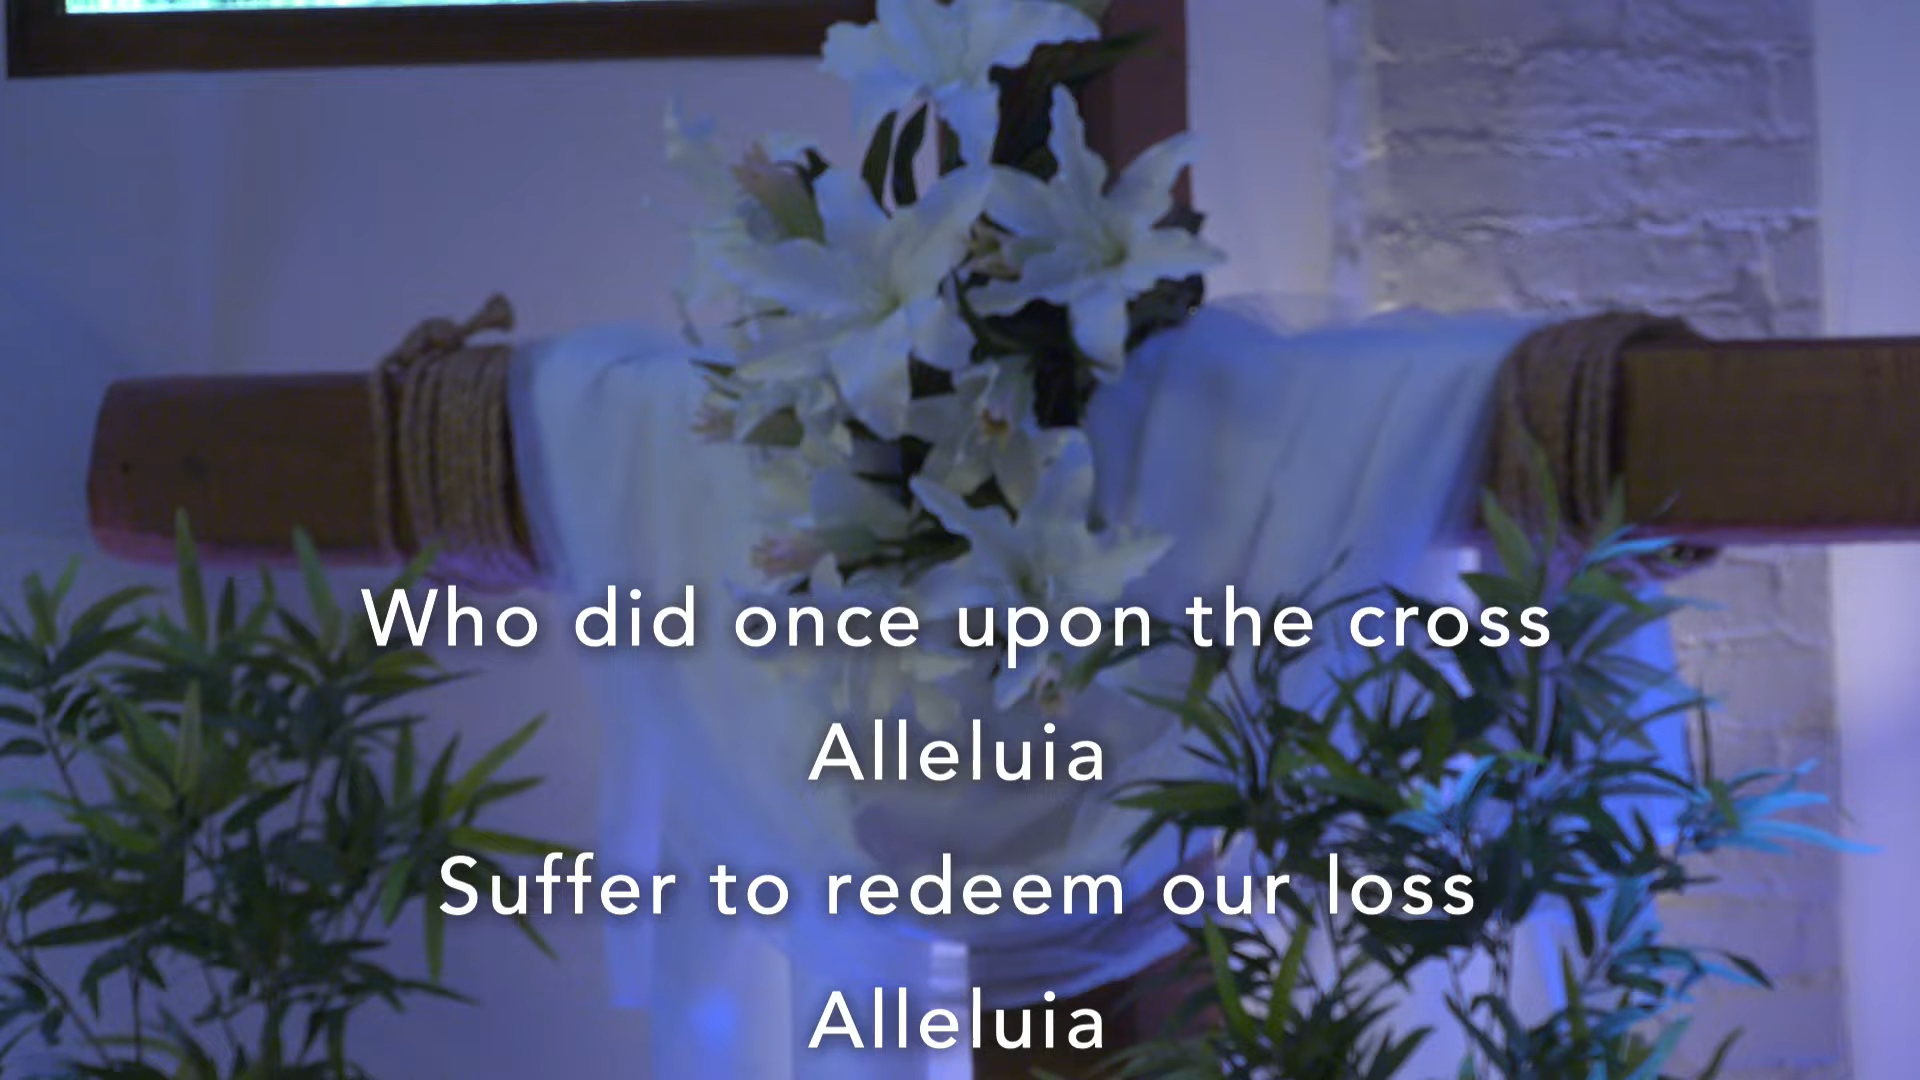 Who did once upon the cross
Alleluia
Suffer to redeem our loss
Alleluia